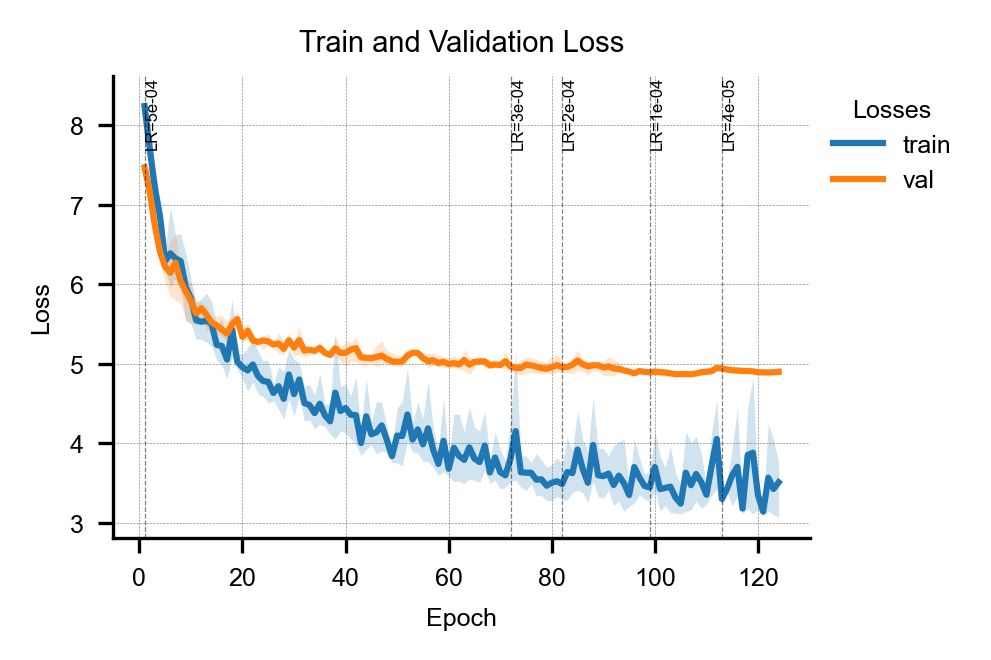 Train and Validation Loss
LR=5e-04
LR=3e-04
LR=2e-04
LR=1e-04
LR=4e-05
Losses
train
val
Loss
8
7
6
5
4
3
0
20
40
60
80
100
120
Epoch